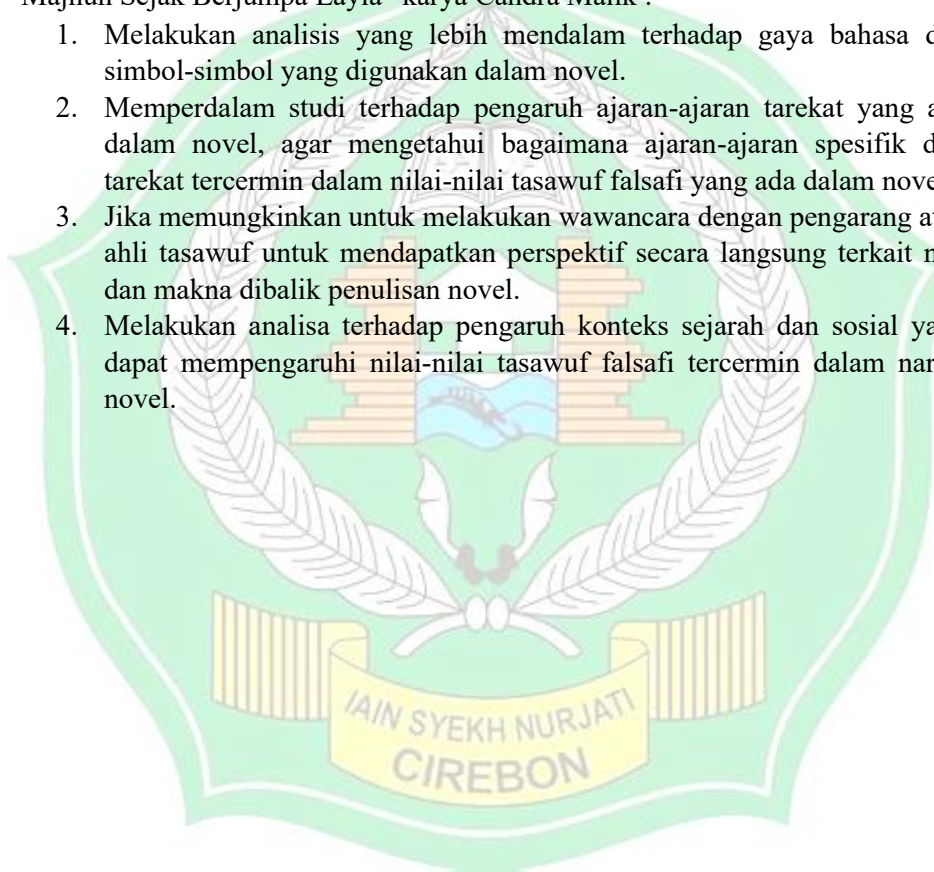 Majnun Sejak Berjumpa Layla" karya Candra Malik :
1. Melakukan analisis yang lebih mendalam terhadap gaya bahasa d
simbol-simbol yang digunakan dalam novel.
2. Memperdalam studi terhadap pengaruh ajaran-ajaran tarekat yang a
dalam novel, agar mengetahui bagaimana ajaran-ajaran spesifik d
tarekat tercermin dalam nilai-nilai tasawuf falsafi yang ada dalam nove
3. Jika memungkinkan untuk melakukan wawancara dengan pengarang at
ahli tasawuf untuk mendapatkan perspektif secara langsung terkait n
dan makna dibalik penulisan novel.
4. Melakukan analisa terhadap pengaruh konteks sejarah dan sosial ya
dapat mempengaruhi nilai-nilai tasawuf falsafi tercermin dalam nar
novel.
IAIN SYEKH NURJATI
CIREBON